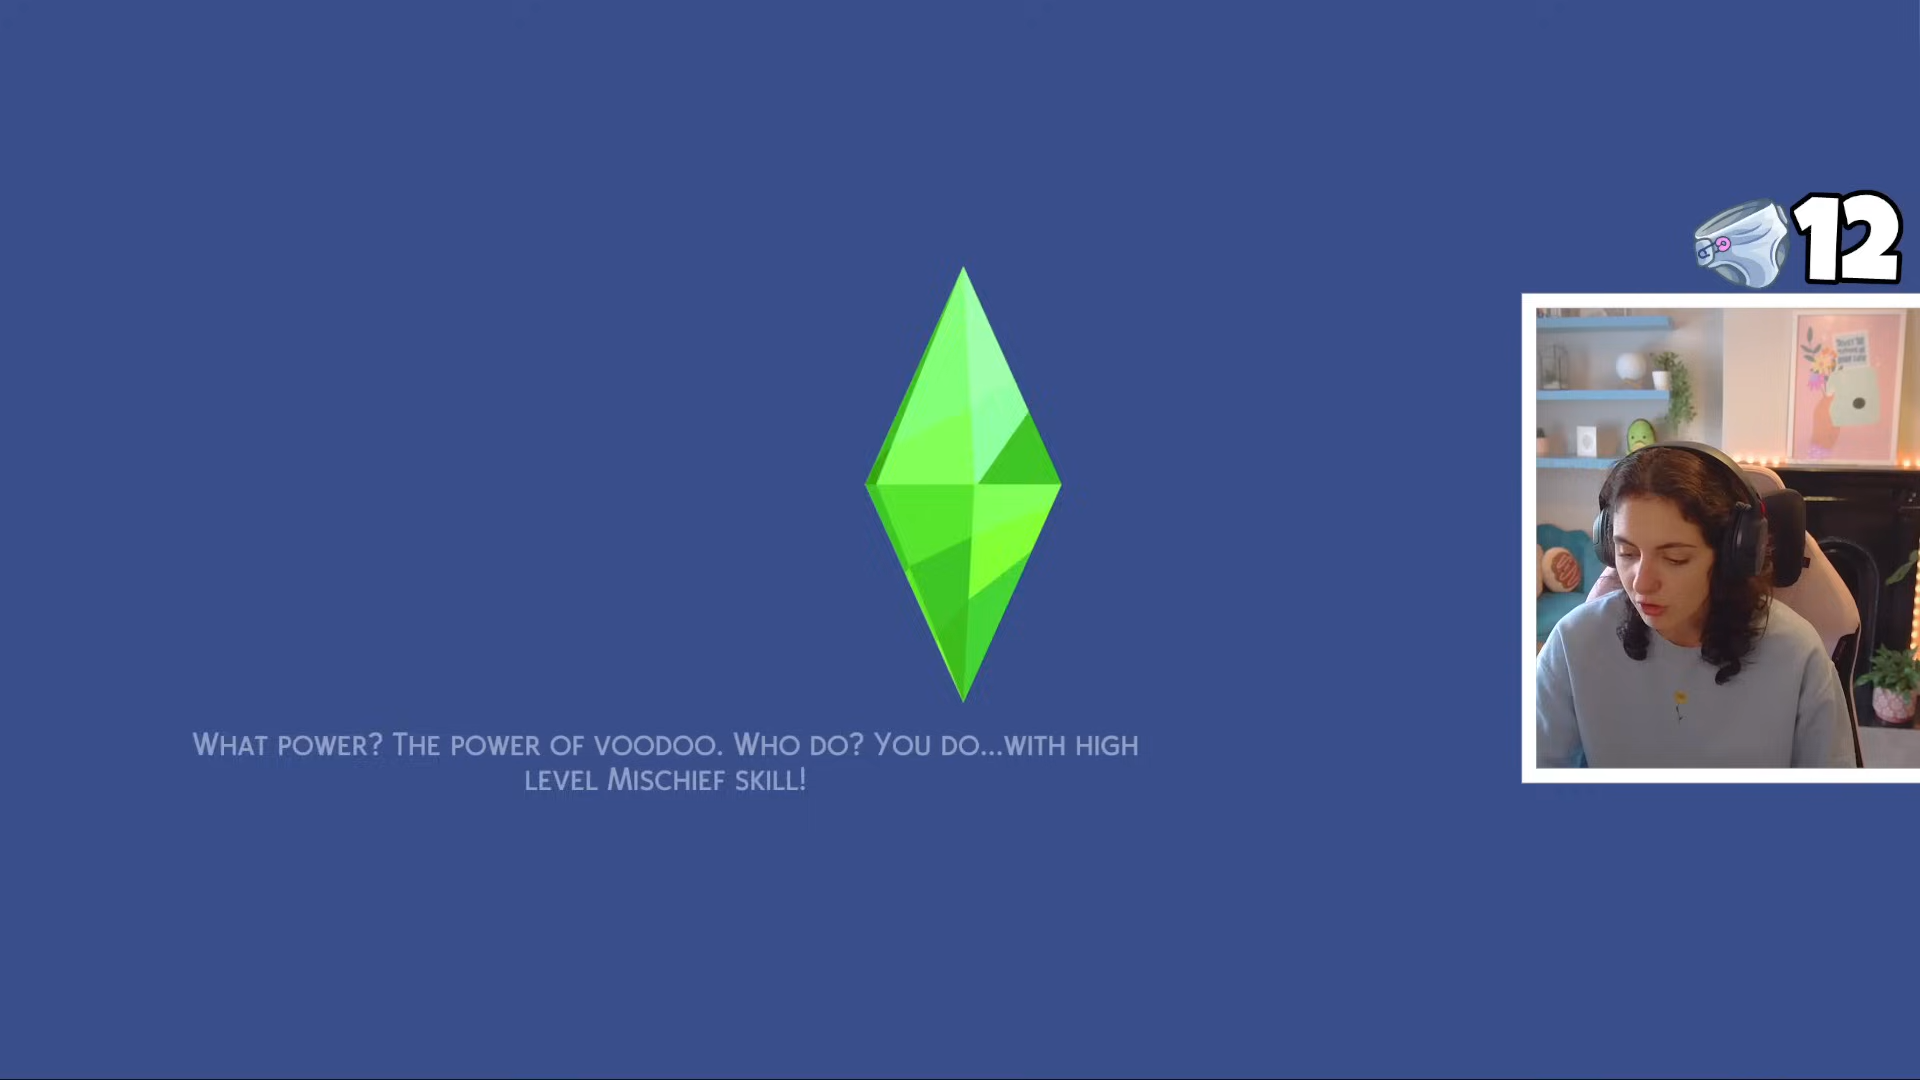 12
What power? The power of voodoo. Who do? You do...with high
level Mischief skill!